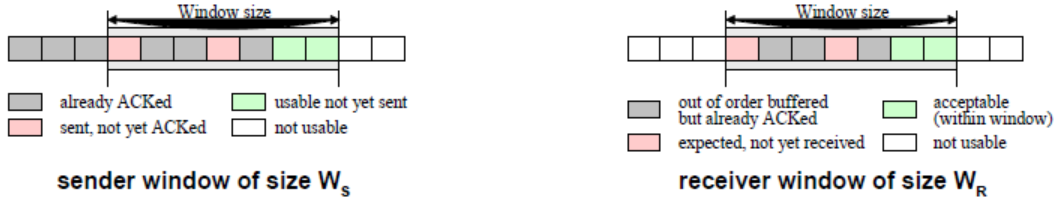 Window size
already ACKed
usable not yet sent
sent, not yet ACKed
not usable
sender window of size W_S
Window size
out of order buffered
but already ACKed
acceptable
(within window)
expected, not yet received
not usable
receiver window of size W_R